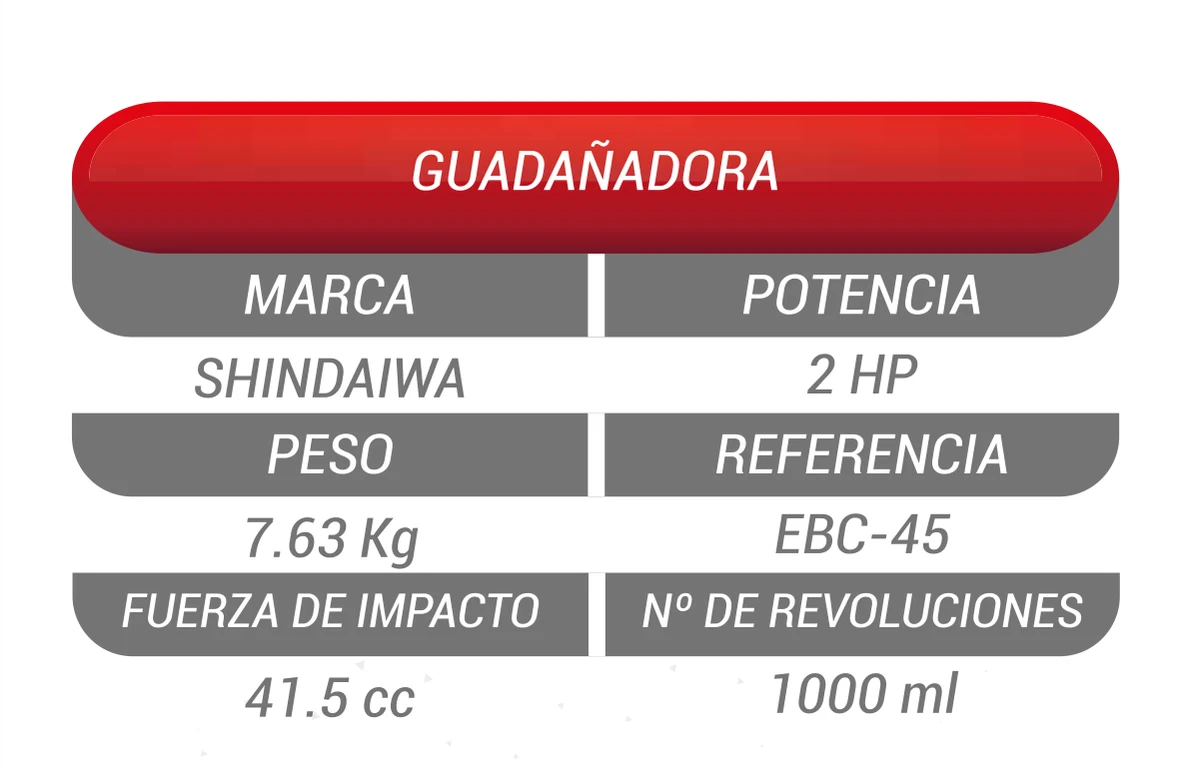 GUADAÑADORA
MARCA POTENCIA
SHINDAIWA 2 HP
PESO REFERENCIA
7.63 Kg EBC-45
FUERZA DE IMPACTO Nº DE REVOLUCIONES
41.5 cc 1000 ml